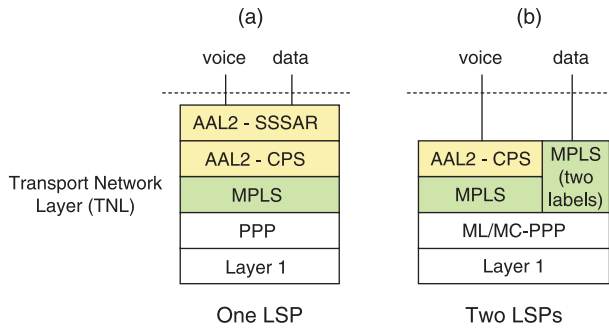 (a)
(b)
voice data
voice data
AAL2 - SSSAR
AAL2 - CPS
MPLS
PPP
Layer 1
AAL2 - CPS
MPLS
MPLS
(two
labels)
ML/MC-PPP
Layer 1
Transport Network
Layer (TNL)
One LSP
Two LSPs